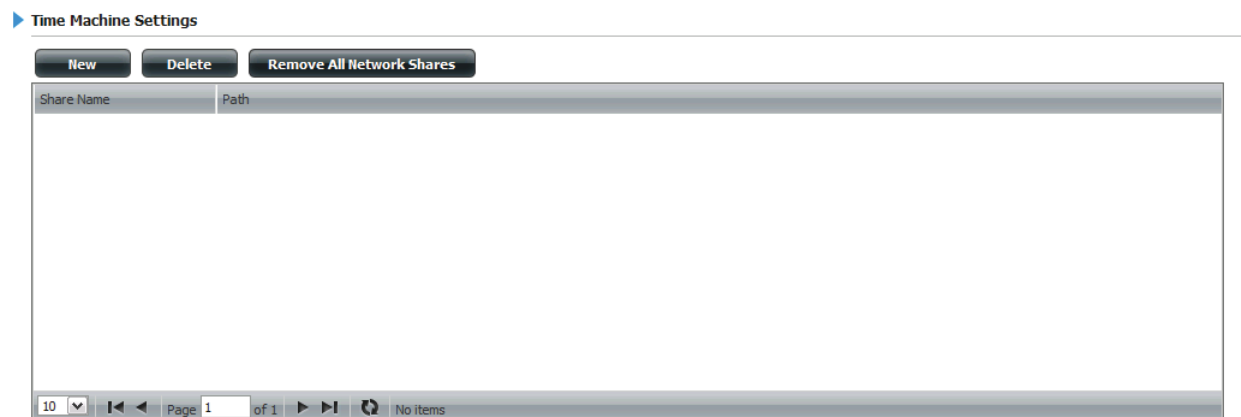 Time Machine Settings
New Delete Remove All Network Shares
Share Name Path
10 Page 1 of 1 No items